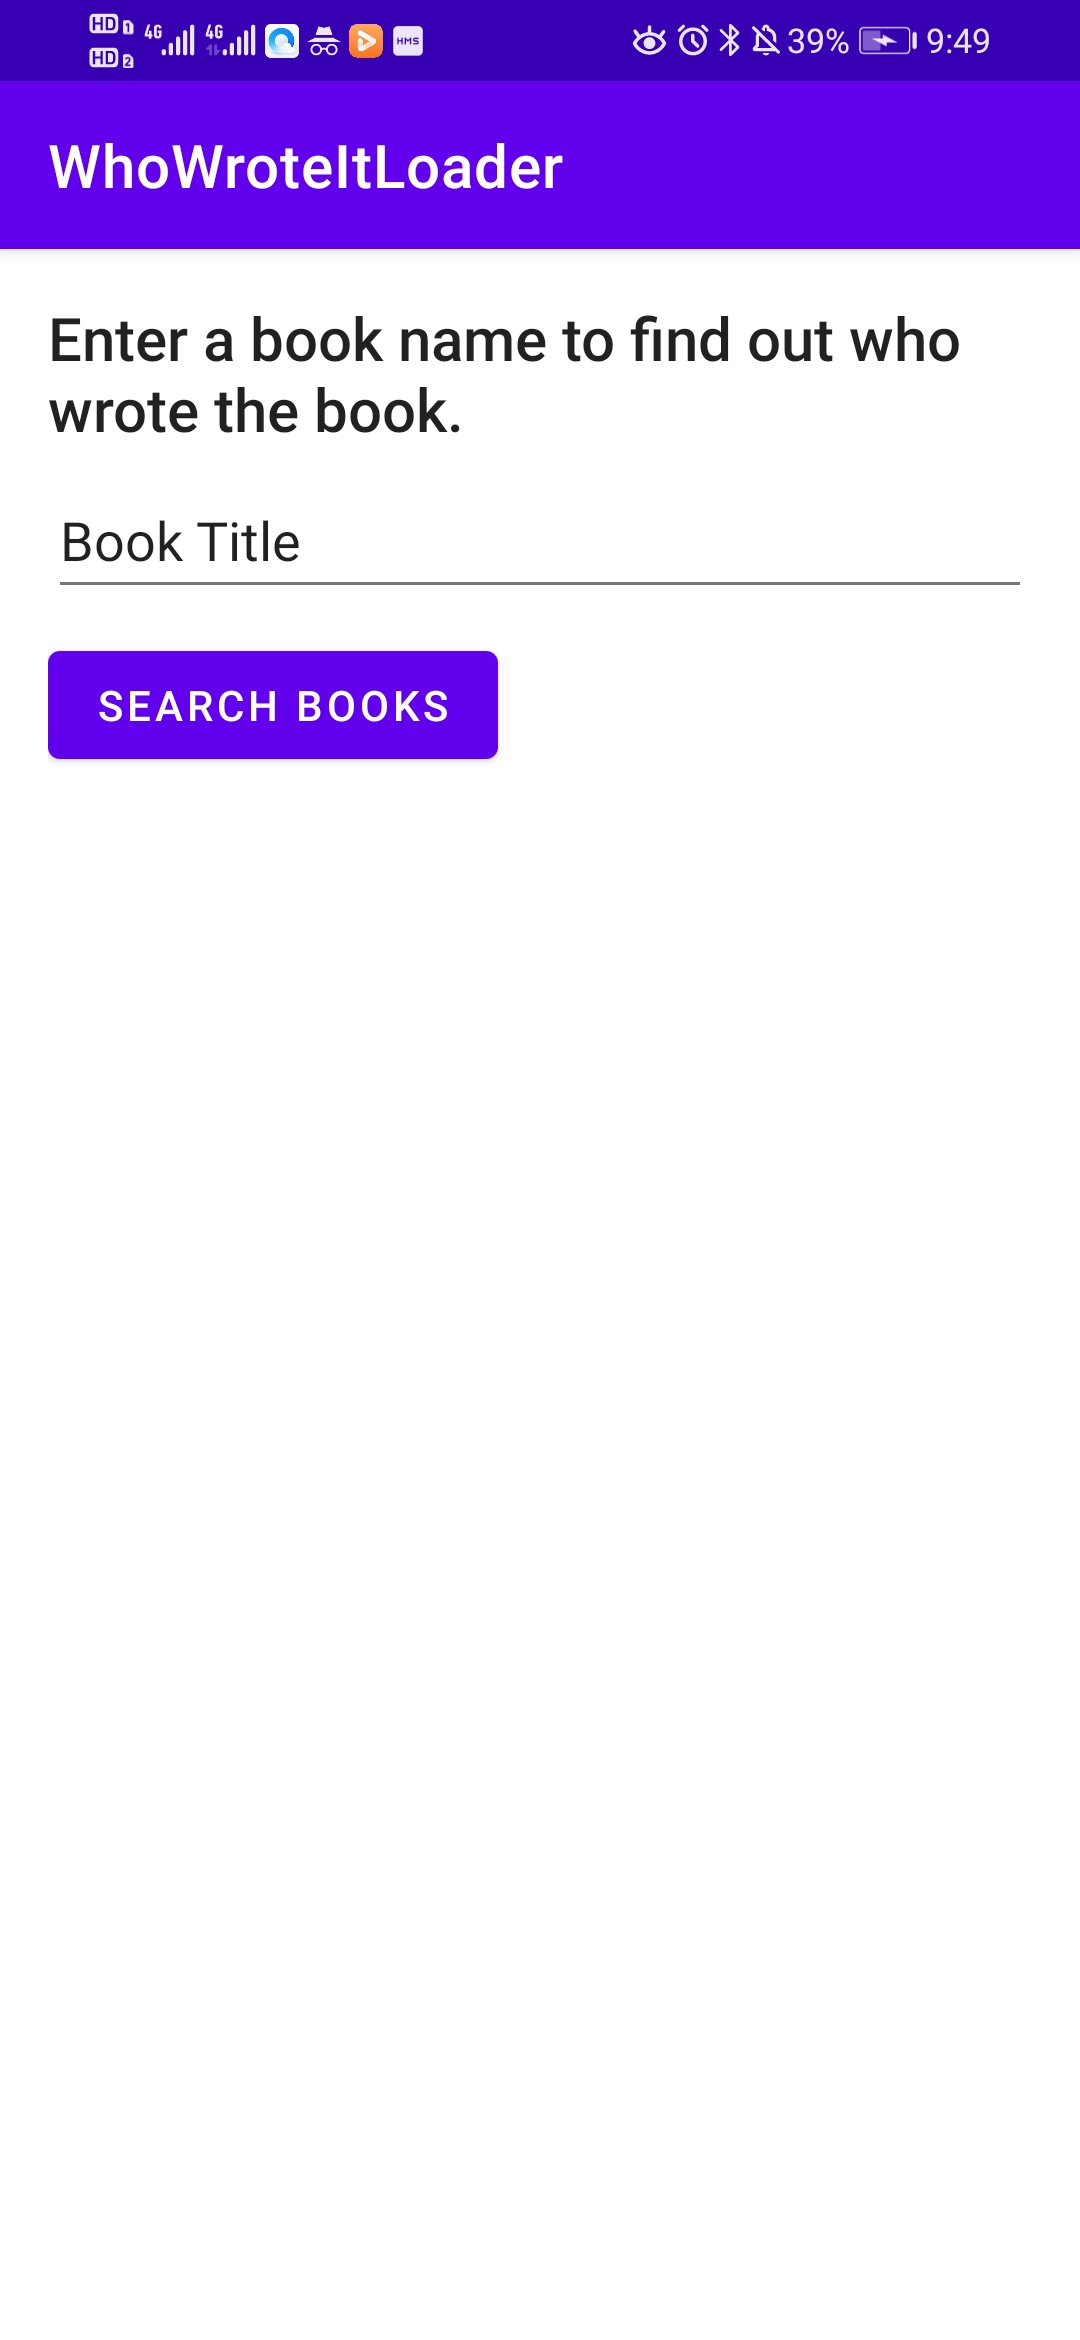 HD 1 4G 4G HMS 39% 9:49
HD 2
WhoWroteItLoader
Enter a book name to find out who
wrote the book.
Book Title
SEARCH BOOKS